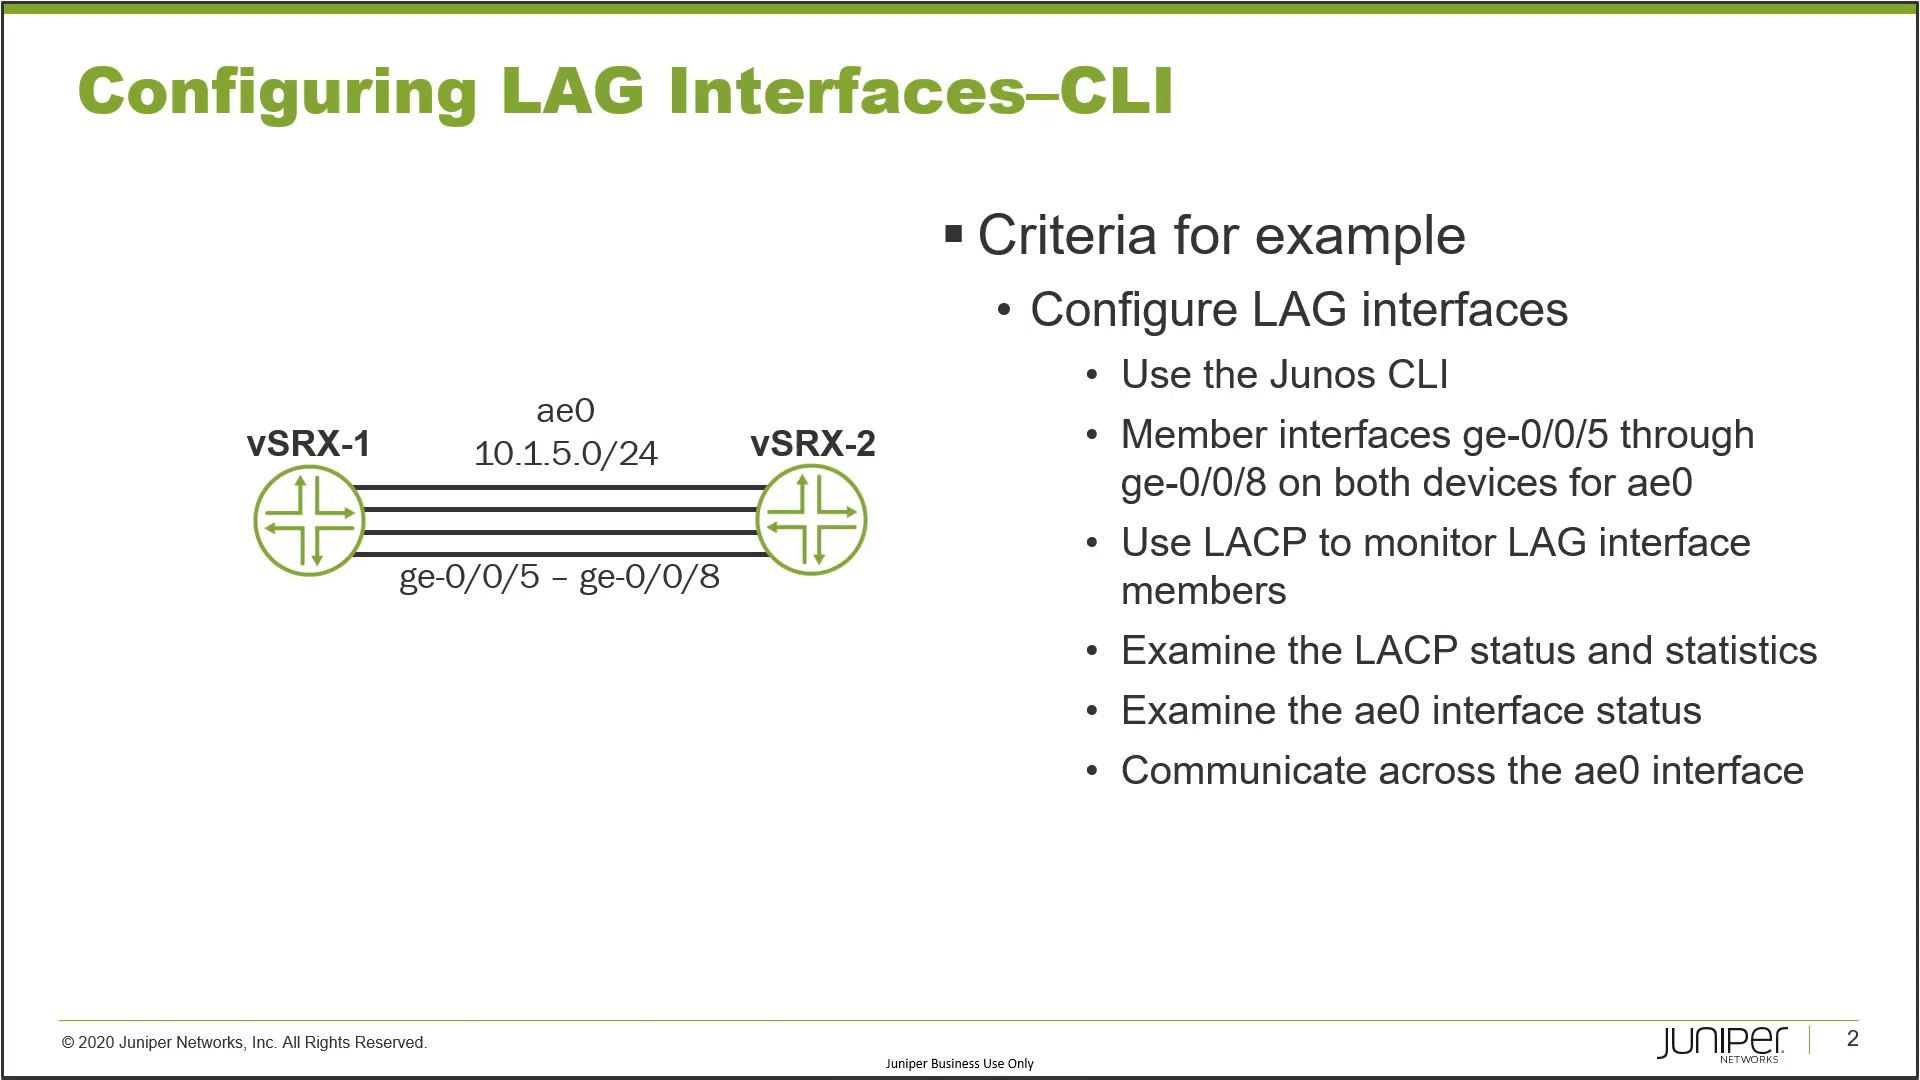 Configuring LAG Interfaces–CLI
ae0
10.1.5.0/24
vSRX-1
vSRX-2
ge-0/0/5 – ge-0/0/8
▪ Criteria for example
• Configure LAG interfaces
• Use the Junos CLI
• Member interfaces ge-0/0/5 through
ge-0/0/8 on both devices for ae0
• Use LACP to monitor LAG interface
members
• Examine the LACP status and statistics
• Examine the ae0 interface status
• Communicate across the ae0 interface
© 2020 Juniper Networks, Inc. All Rights Reserved.
Juniper Business Use Only
JUNIPer
NETWORKS
2